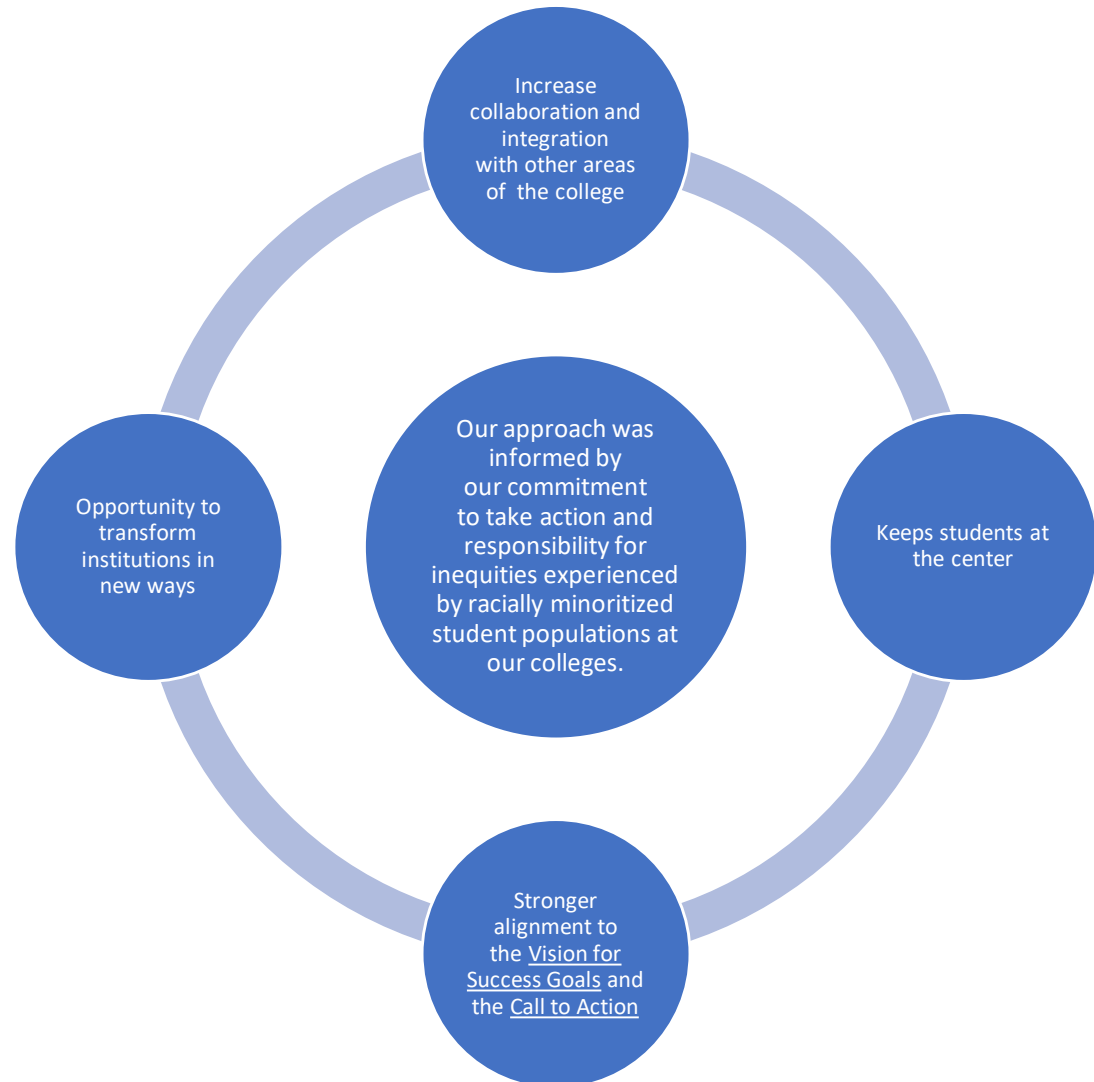 Increase
collaboration and
integration
with other areas
of the college
Our approach was
informed by
our commitment
to take action and
responsibility for
inequities experienced
by racially minoritized
student populations at
our colleges.
Opportunity to
transform
institutions in
new ways
Keeps students at
the center
Stronger
alignment to
the Vision for
Success Goals and
the Call to Action